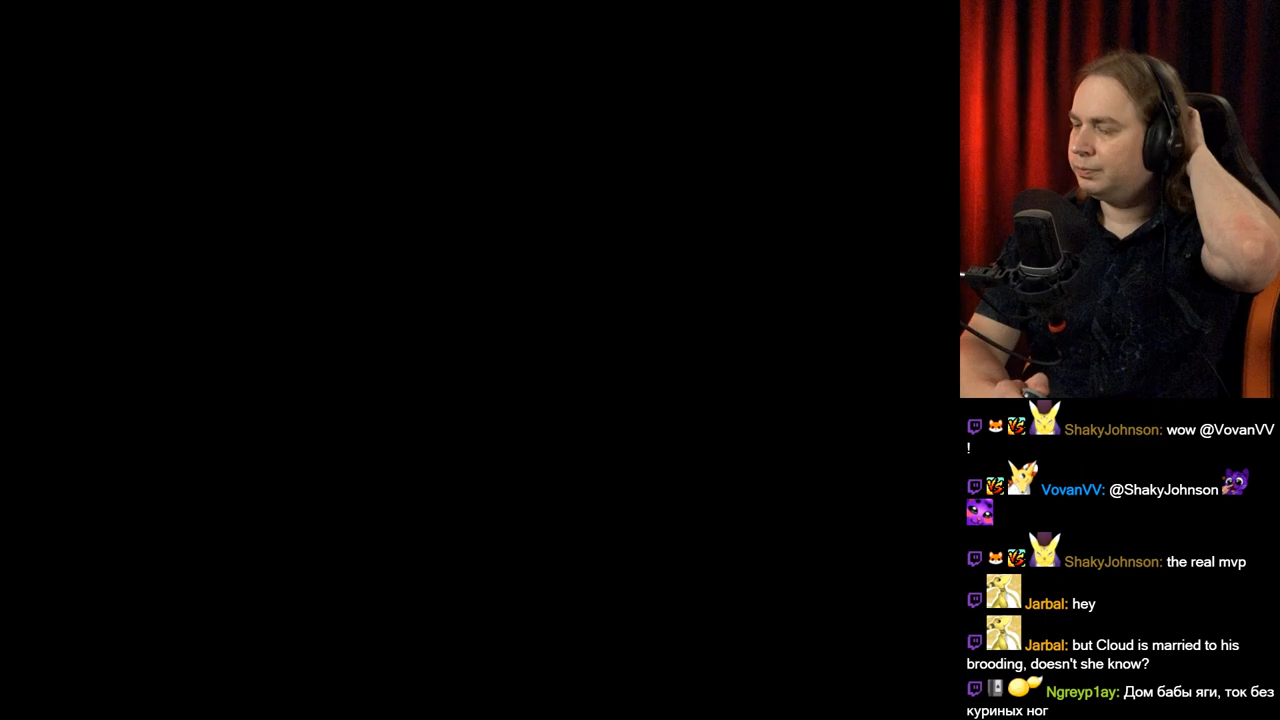 ShakyJohnson: wow @VovanVV
!
VovanVV: @ShakyJohnson
ShakyJohnson: the real mvp
Jarbal: hey
Jarbal: but Cloud is married to his
brooding, doesn't she know?
Ngreyp1ay: Дом бабы яги, ток без
куриных ног